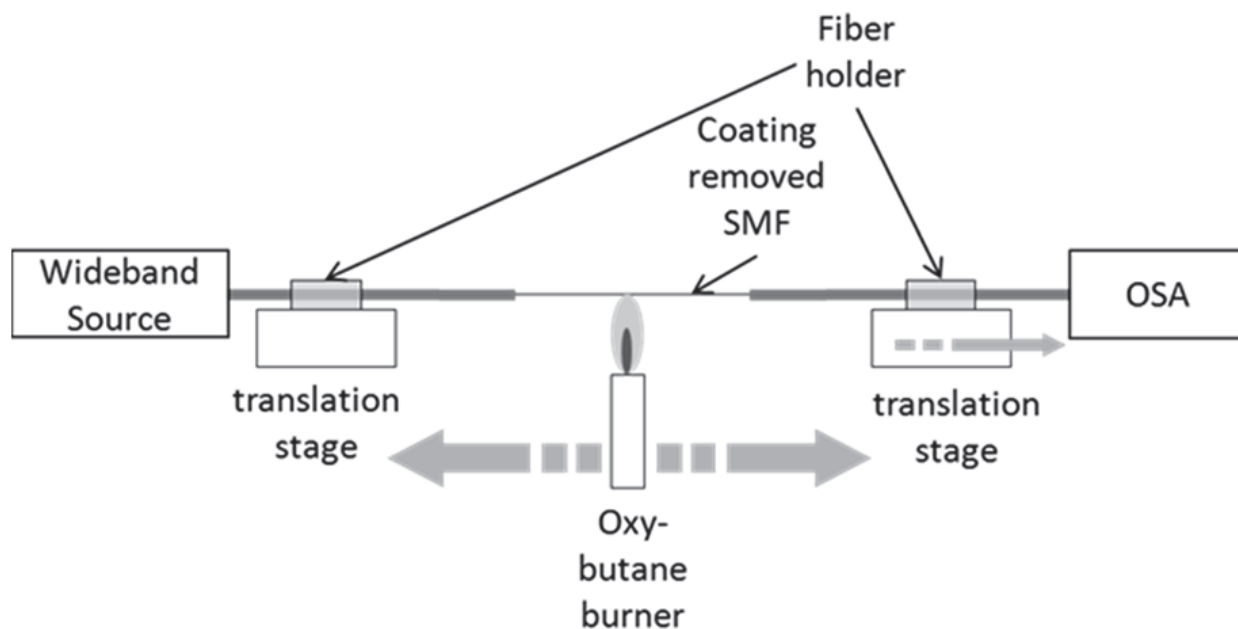 Fiber
holder
Coating
removed
SMF
Wideband
Source
OSA
translation
stage
translation
stage
Oxy-
butane
burner